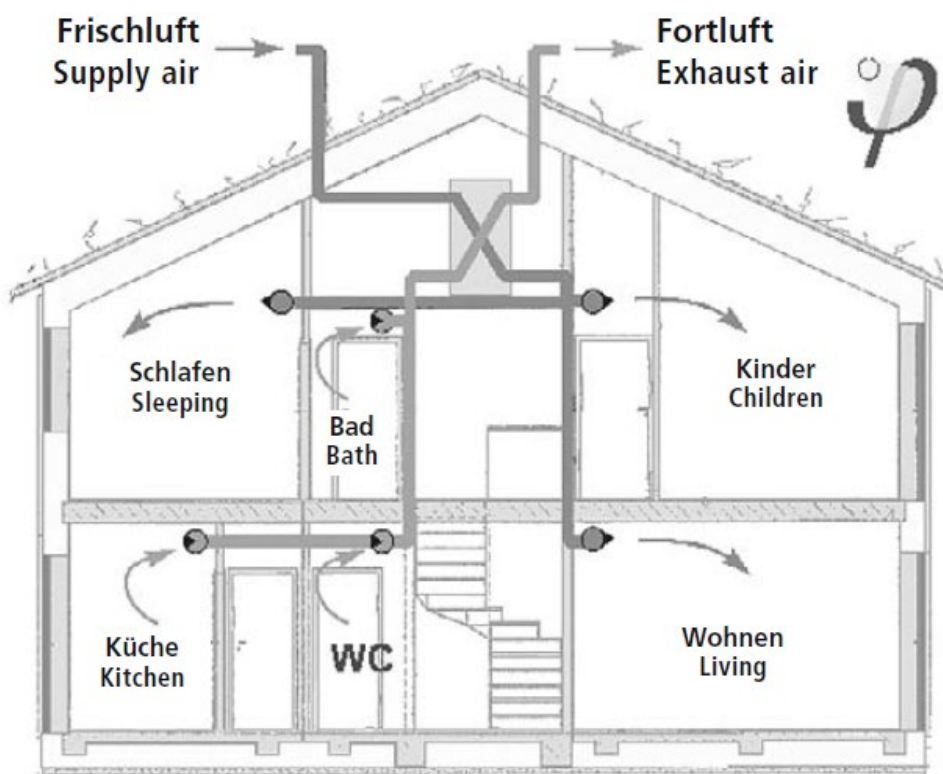 Frischluft
Supply air
Fortluft
Exhaust air
Schlafen
Sleeping
Bad
Bath
Kinder
Children
Küche
Kitchen
WC
Wohnen
Living